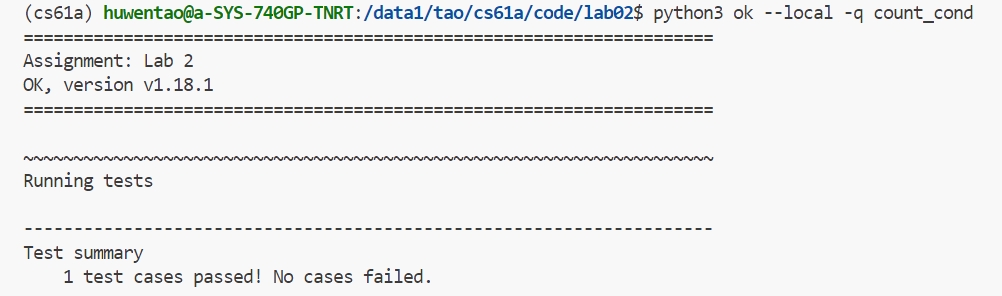 (cs61a) huwentao@a-SYS-740GP-TNRT:/data1/tao/cs61a/code/lab02$ python3 ok --local -q count_cond
=====================================================================
Assignment: Lab 2
OK, version v1.18.1
=====================================================================
~~~~~~~~~~~~~~~~~~~~~~~~~~~~~~~~~~~~~~~~~~~~~~~~~~~~~~~~~~~~~~~~~~~~~
Running tests
---------------------------------------------------------------------
Test summary
    1 test cases passed! No cases failed.